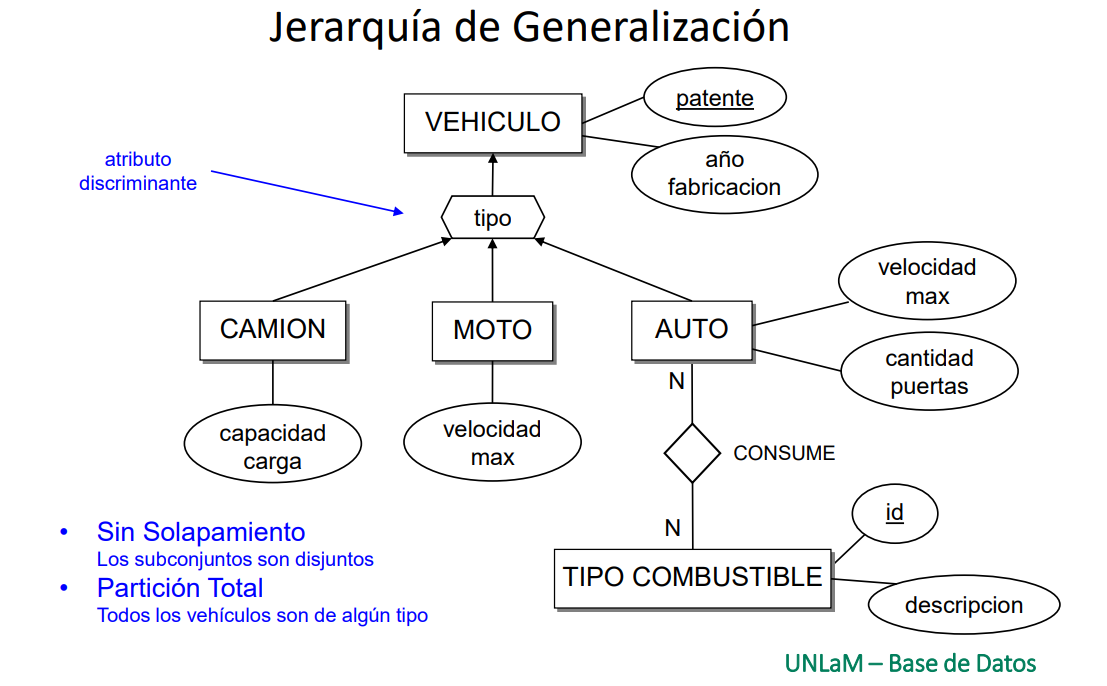 Jerarquía de Generalización
VEHICULO
patente
año
fabricacion
atributo
discriminante
tipo
CAMION
MOTO
AUTO
velocidad
max
cantidad
puertas
capacidad
carga
velocidad
max
N
CONSUME
N
TIPO COMBUSTIBLE
id
descripcion
• Sin Solapamiento
Los subconjuntos son disjuntos
• Partición Total
Todos los vehículos son de algún tipo
UNLaM – Base de Datos